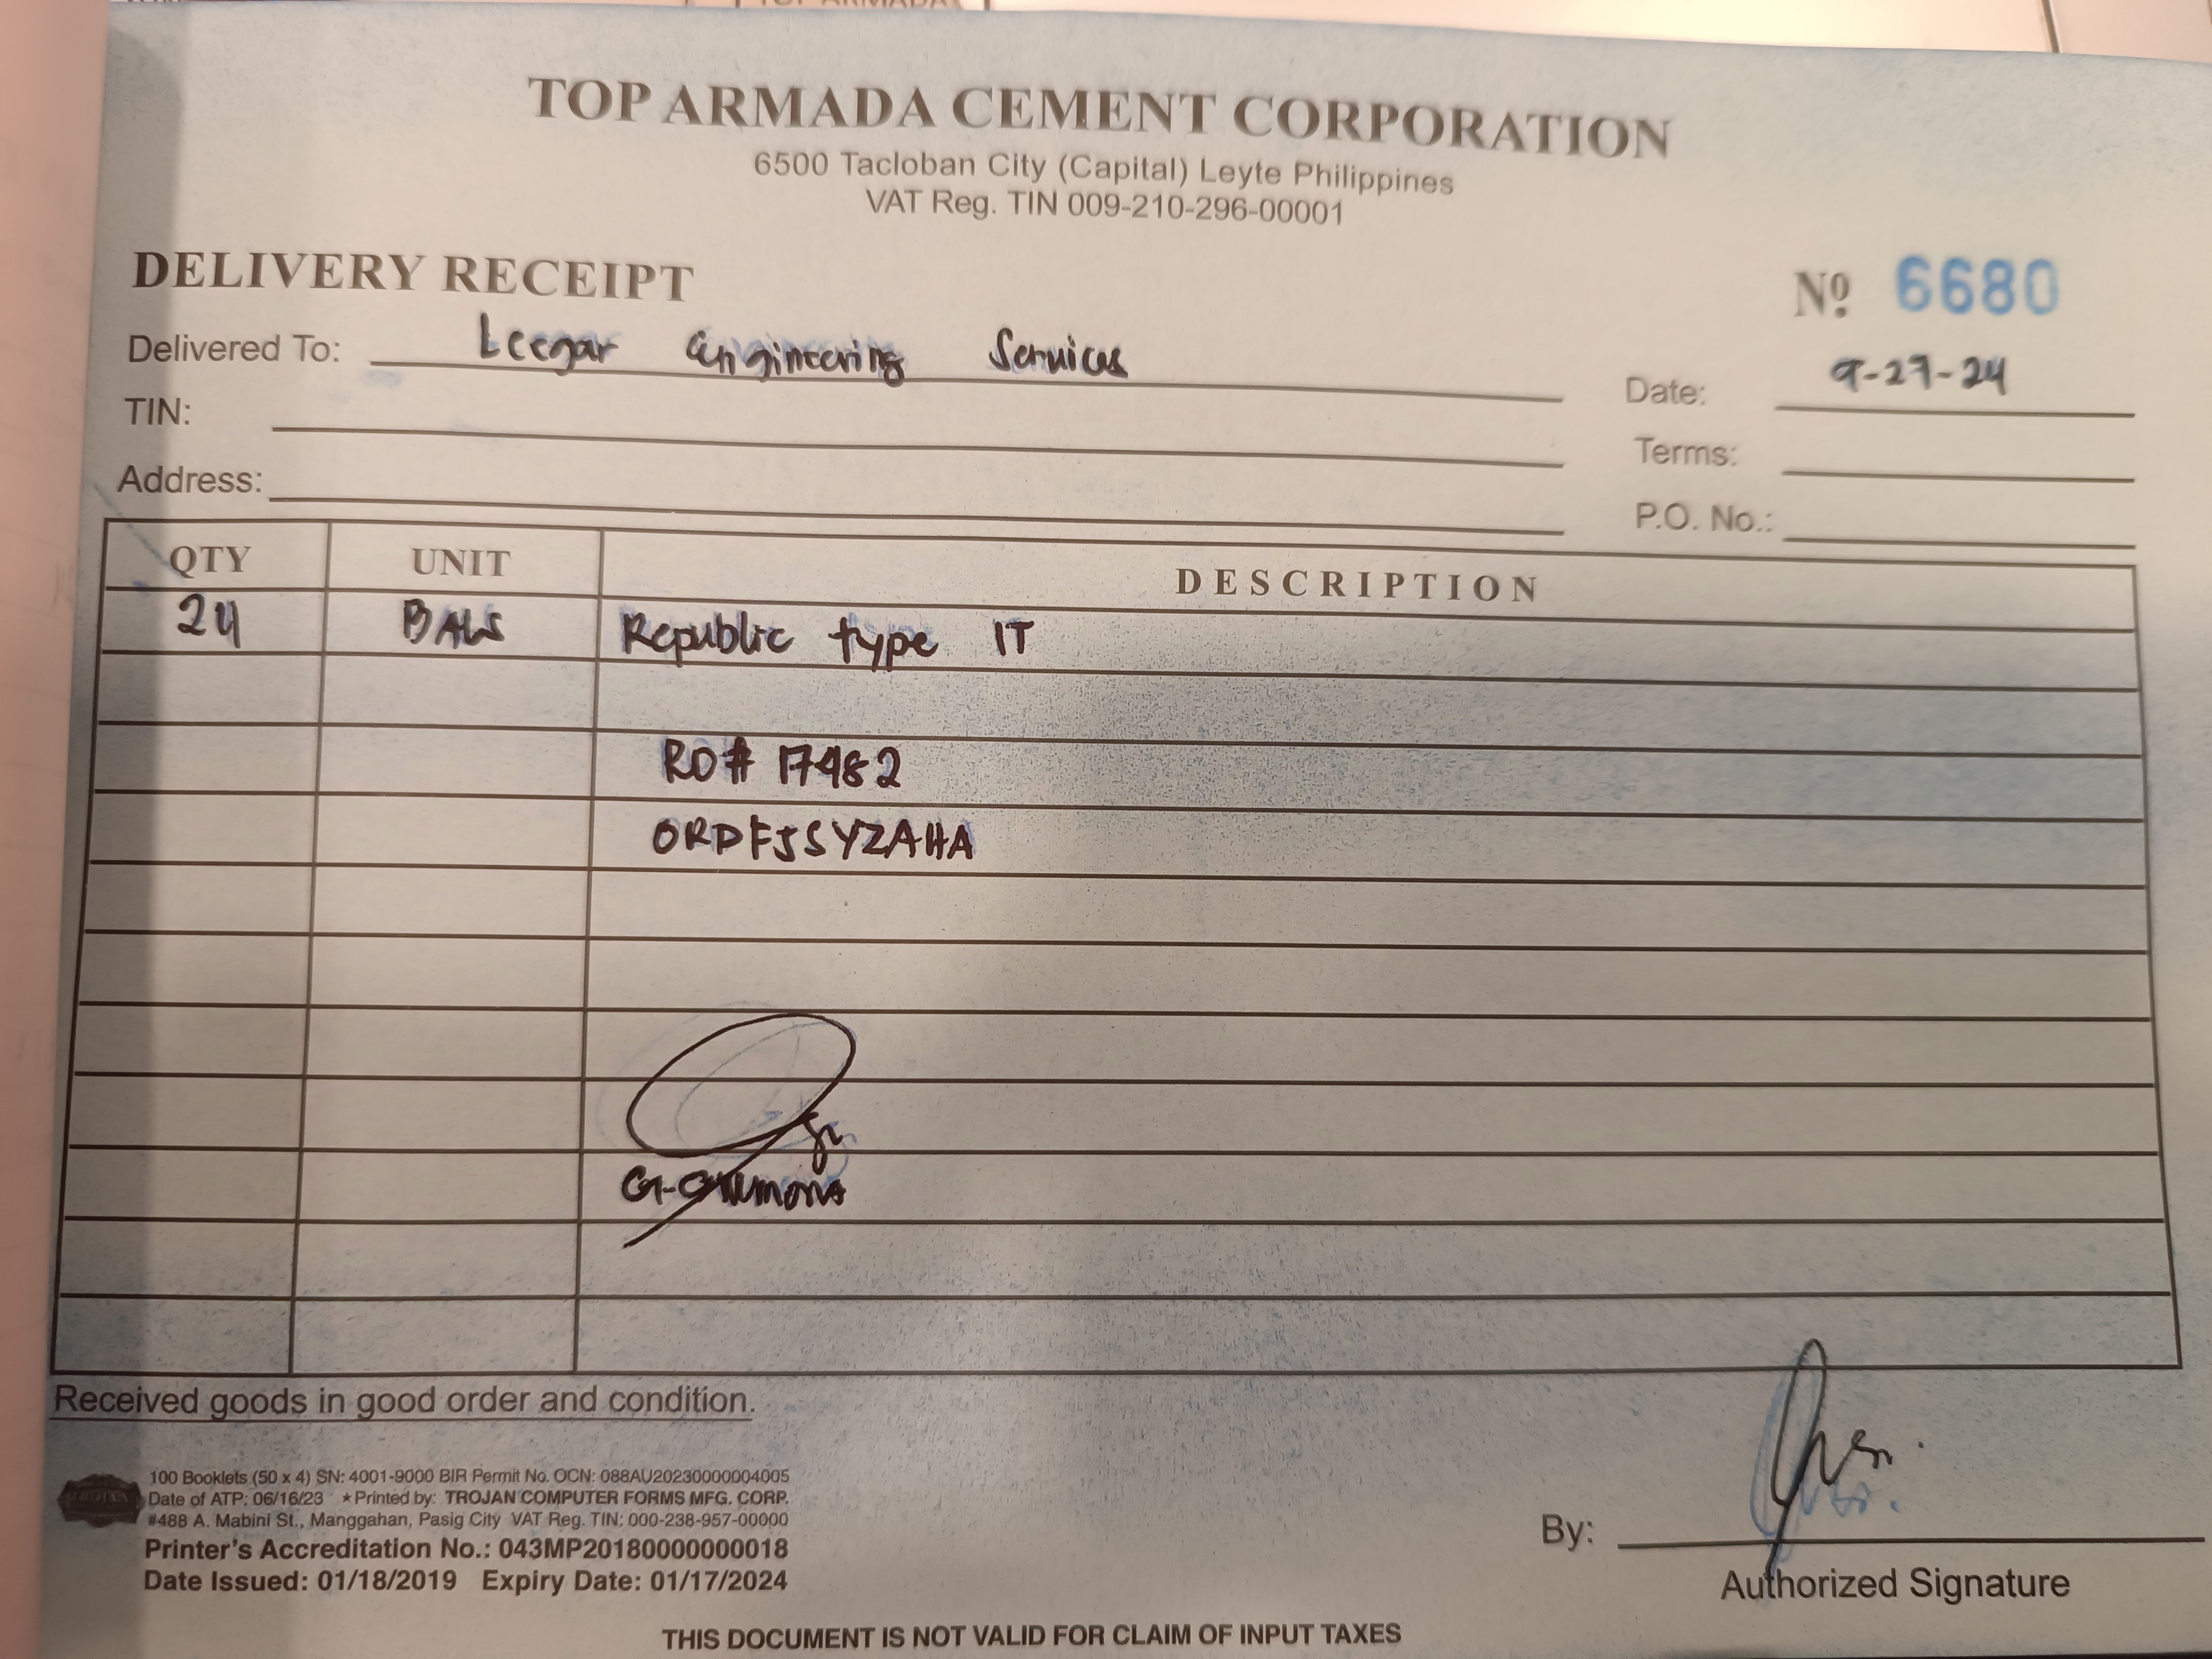 TOP ARMADA CEMENT CORPORATION
6500 Tacloban City (Capital) Leyte Philippines
VAT Reg. TIN 009-210-296-00001
DELIVERY RECEIPT
Nº 6680
Delivered To: Leegar Engineering Services
Date: 9-27-24
TIN:
Terms:
Address:
P.O. No.:
QTY UNIT DESCRIPTION
24 BAGS Republic type 1T
RO# 17482
ORDFJSYZAHA
Received goods in good order and condition.
100 Booklets (50 x 4) SN: 4001-9000 BIR Permit No. OCN: 088AU20230000004005
Date of ATP: 06/16/23 ★Printed by: TROJAN COMPUTER FORMS MFG. CORP.
#488 A. Mabini St., Manggahan, Pasig City VAT Reg. TIN: 000-238-957-00000
Printer's Accreditation No.: 043MP20180000000018
Date Issued: 01/18/2019 Expiry Date: 01/17/2024
By:
Authorized Signature
THIS DOCUMENT IS NOT VALID FOR CLAIM OF INPUT TAXES